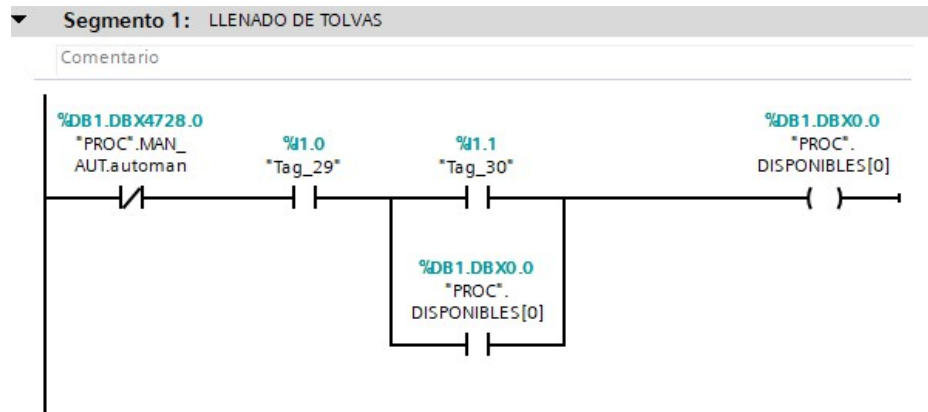 Segmento 1: LLENADO DE TOLVAS
Comentario
%DB1.DBX4728.0
"PROC".MAN_
AUT.automan
%I1.0
"Tag_29"
%I1.1
"Tag_30"
%DB1.DBX0.0
"PROC".
DISPONIBLES[0]
%DB1.DBX0.0
"PROC".
DISPONIBLES[0]